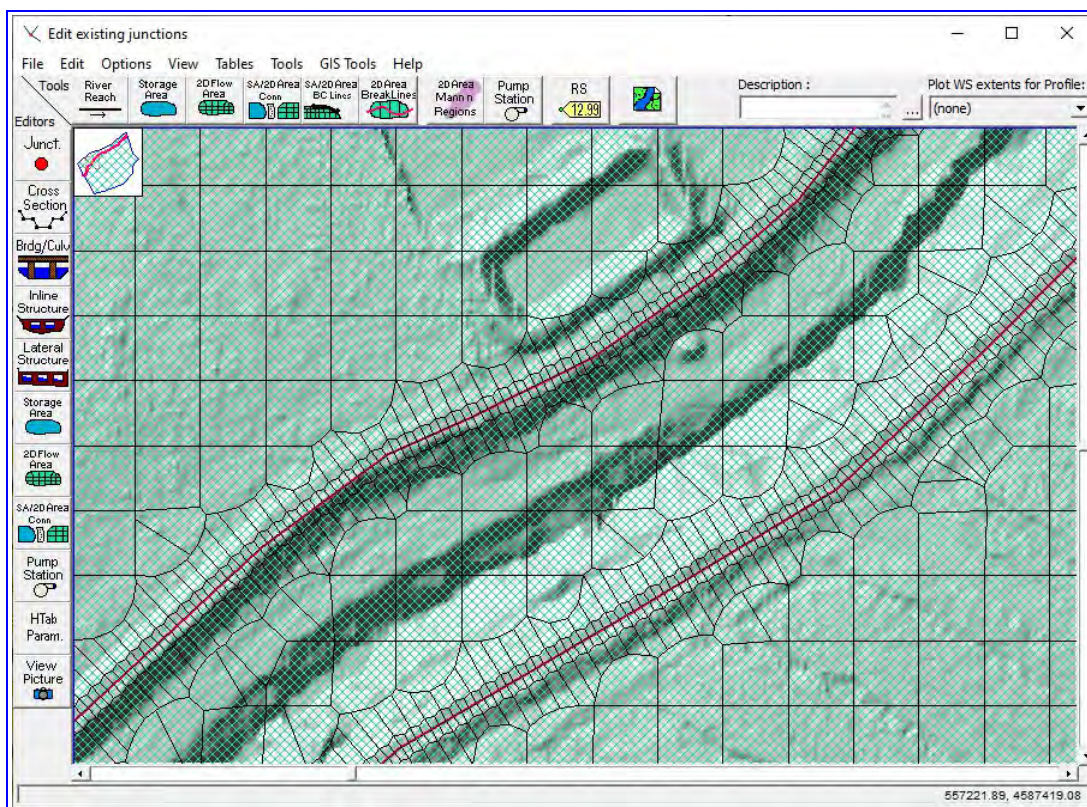 Edit existing junctions
File Edit Options View Tables Tools GIS Tools Help
Tools
River
Reach
Storage
Area
2D Flow
Area
SA/2D Area
Conn
SA/2D Area
BC Lines
2D Area
BreakLines
2D Area
Mann n
Regions
Pump
Station
RS
12.99
Description :
...
Plot WS extents for Profile:
(none)
Editors
Junct.
Cross
Section
Brdg/Culv
Inline
Structure
Lateral
Structure
Storage
Area
2D Flow
Area
SA/2D Area
Conn
Pump
Station
HTab
Param.
View
Picture
557221.89, 4587419.08